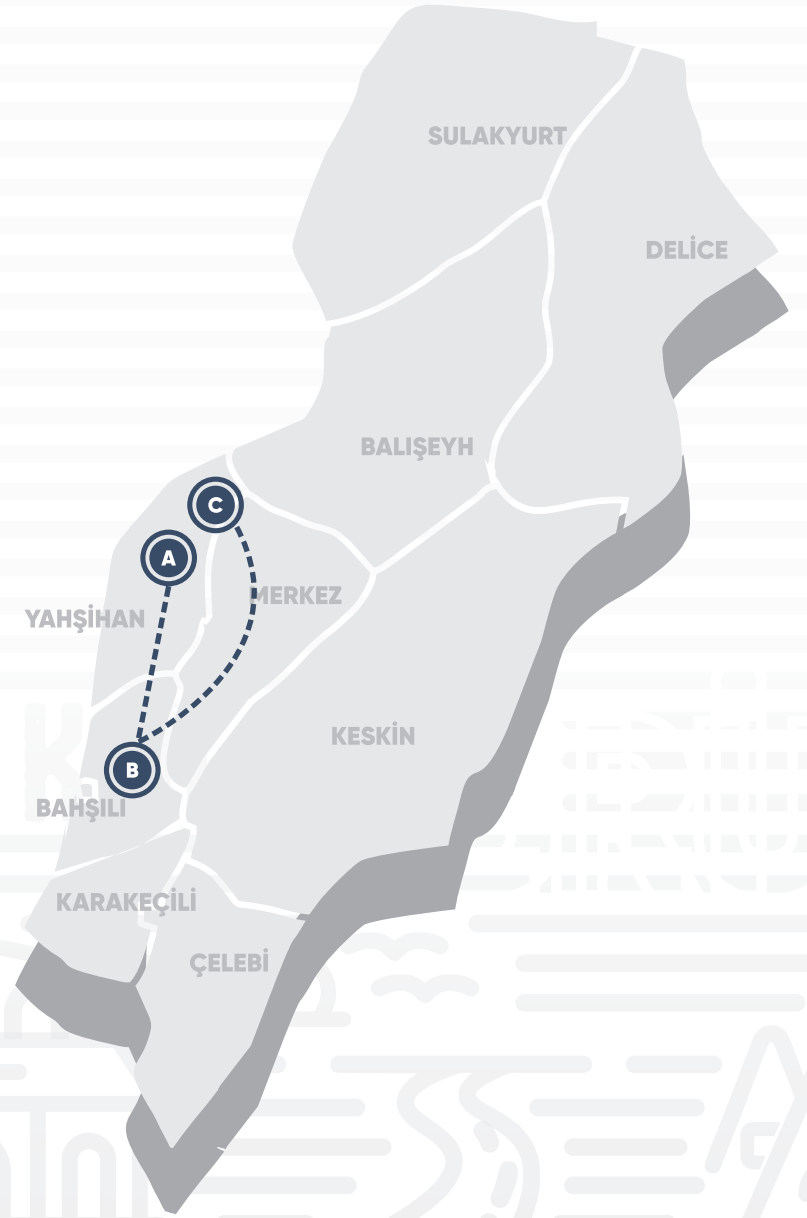 SULAKYURT
DELİCE
BALIŞEYH
C
A
MERKEZ
YAHŞİHAN
KESKİN
B
BAHŞILI
KARAKEÇİLİ
ÇELEBİ